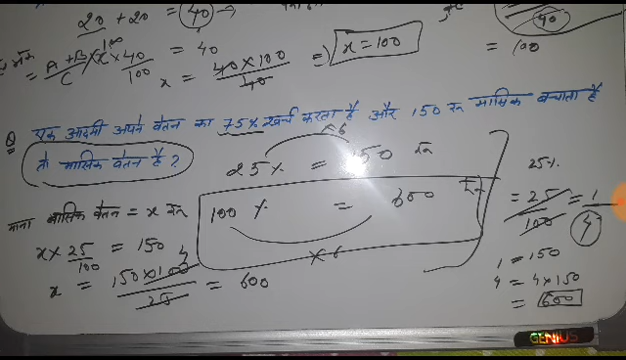 20 + 20 = 40
= 40
x × 40 / 100
x = 40 × 100 / 40 ⇒ x = 100
40
= 100
Q एक आदमी अपने वेतन का 75% खर्च करता है और 150 रु मासिक बचाता है
तो मासिक वेतन है?
25% = 150 रु
100 % = 600 रु
×6
माना मासिक वेतन = x रु
x × 25 / 100 = 150
x = 150 × 100 / 25 = 600
25%
= 25 / 100 = 1 / 4
1 = 150
4 = 4 × 150
= 600
GENIUS